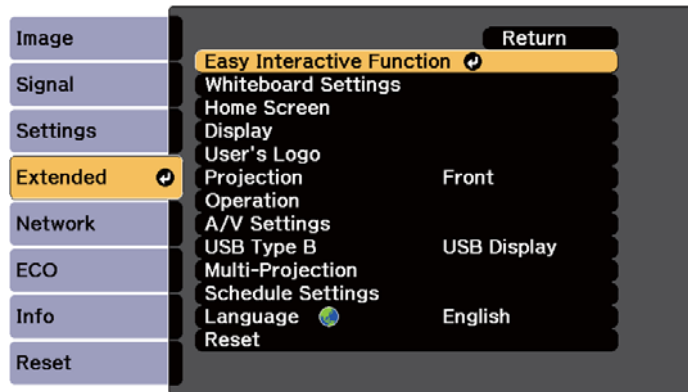 Image
Signal
Settings
Extended
Network
ECO
Info
Reset
Return
Easy Interactive Function
Whiteboard Settings
Home Screen
Display
User's Logo
Projection Front
Operation
A/V Settings
USB Type B USB Display
Multi-Projection
Schedule Settings
Language English
Reset